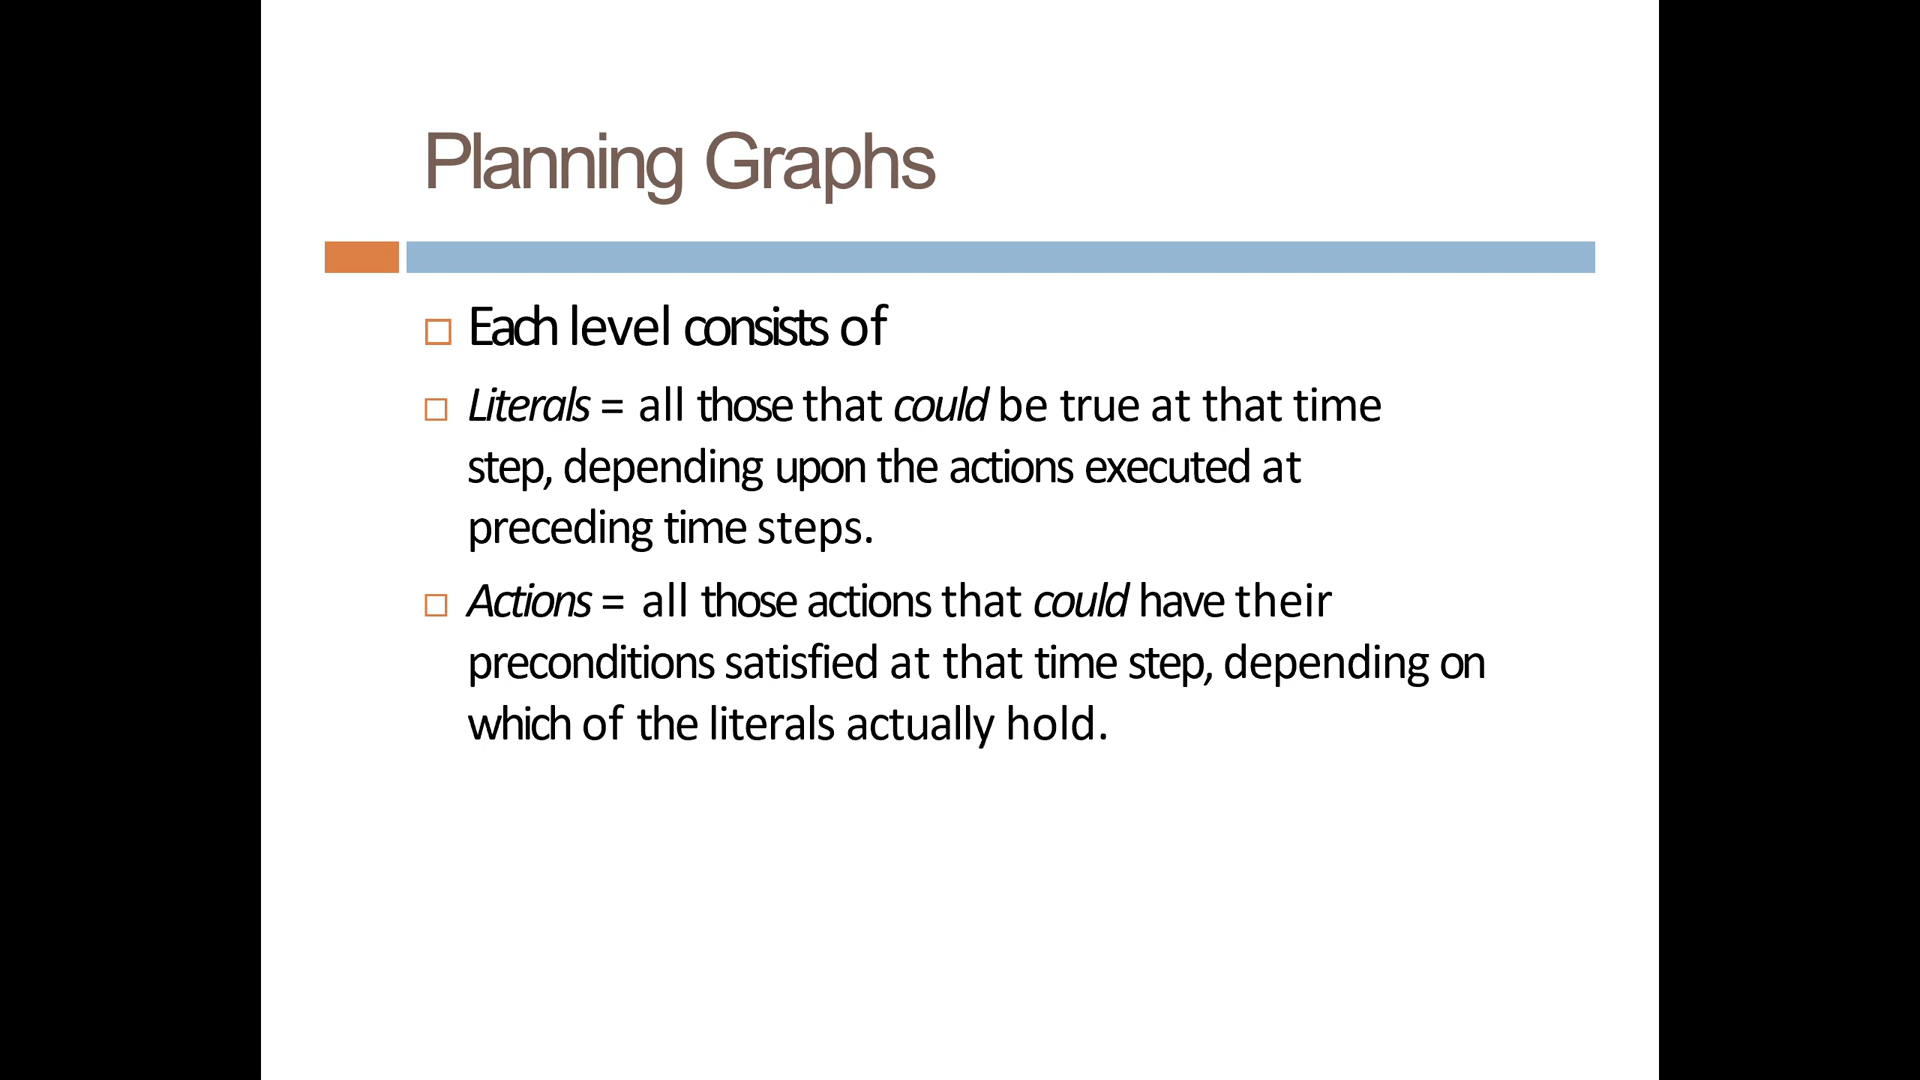 Planning Graphs
Each level consists of
Literals = all those that could be true at that time
step, depending upon the actions executed at
preceding time steps.
Actions = all those actions that could have their
preconditions satisfied at that time step, depending on
which of the literals actually hold.